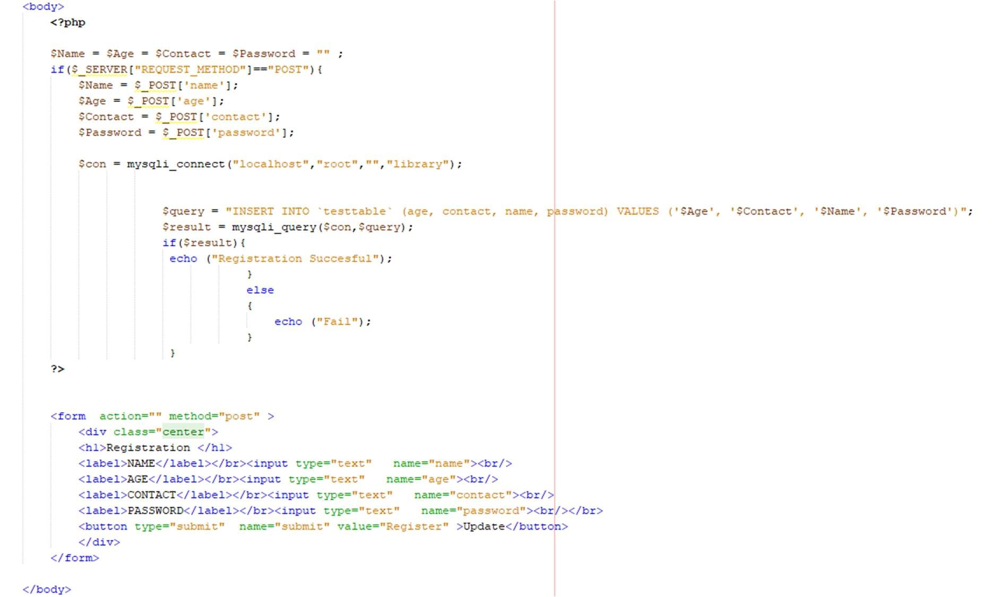 <body>
<?php
$Name = $Age = $Contact = $Password = "" ;
if($_SERVER["REQUEST_METHOD"]=="POST"){
$Name = $_POST['name'];
$Age = $_POST['age'];
$Contact = $_POST['contact'];
$Password = $_POST['password'];
$con = mysqli_connect("localhost","root","","library");
$query = "INSERT INTO `testtable` (age, contact, name, password) VALUES ('$Age', '$Contact', '$Name', '$Password')";
$result = mysqli_query($con,$query);
if($result){
echo ("Registration Succesful");
}
else
{
echo ("Fail");
}
}
?>
<form  action="" method="post" >
<div class="center">
<h1>Registration </h1>
<label>NAME</label></br><input type="text"   name="name"><br/>
<label>AGE</label></br><input type="text"   name="age"><br/>
<label>CONTACT</label></br><input type="text"   name="contact"><br/>
<label>PASSWORD</label></br><input type="text"   name="password"><br/></br>
<button type="submit"  name="submit" value="Register" >Update</button>
</div>
</form>
</body>